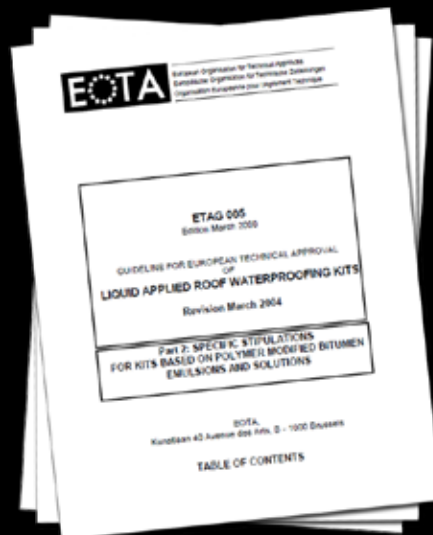 EOTA
European Organisation for Technical Approvals
Europäische Organisation für Technische Zulassungen
Organisation Européenne pour l'Agrément Technique
ETAG 005
Edition March 2000
GUIDELINE FOR EUROPEAN TECHNICAL APPROVAL
OF
LIQUID APPLIED ROOF WATERPROOFING KITS
Revision March 2004
Part 2: SPECIFIC STIPULATIONS
FOR KITS BASED ON POLYMER MODIFIED BITUMEN
EMULSIONS AND SOLUTIONS
EOTA,
Kunstlaan 40 Avenue des Arts, B - 1000 Brussels
TABLE OF CONTENTS